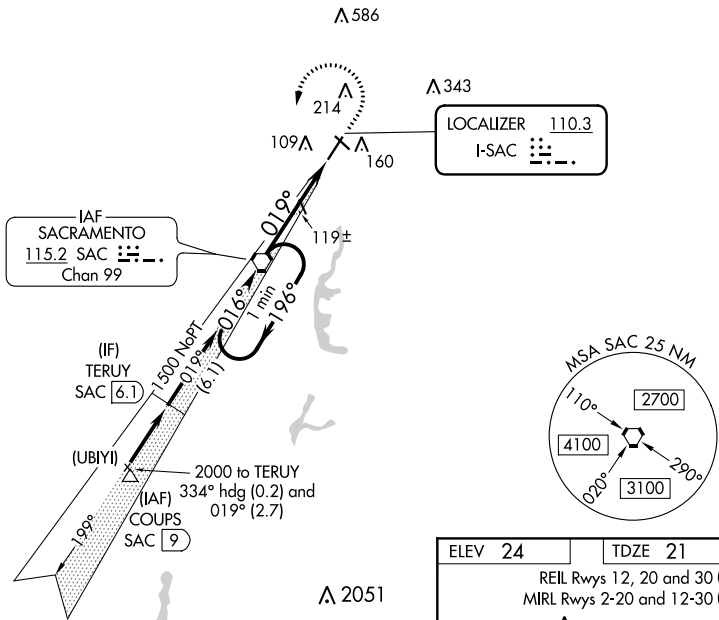 586
343
214
109
160
LOCALIZER 110.3
I-SAC
019°
119±
IAF
SACRAMENTO
115.2 SAC
Chan 99
016°
1 min
196°
1500 NoPT
019°
(6.1)
(IF)
TERUY
SAC 6.1
(UBIYI)
(IAF)
COUPS
SAC 9
2000 to TERUY
334° hdg (0.2) and
019° (2.7)
199°
MSA SAC 25 NM
110°
2700
4100
020°
290°
3100
2051
ELEV 24
TDZE 21
REIL Rwys 12, 20 and 30
MIRL Rwys 2-20 and 12-30